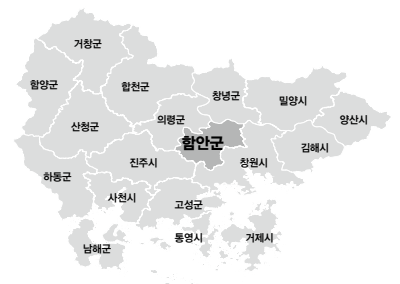 거창군
함양군
합천군
창녕군
밀양시
양산시
의령군
산청군
함안군
김해시
진주시
창원시
하동군
사천시
고성군
통영시
거제시
남해군